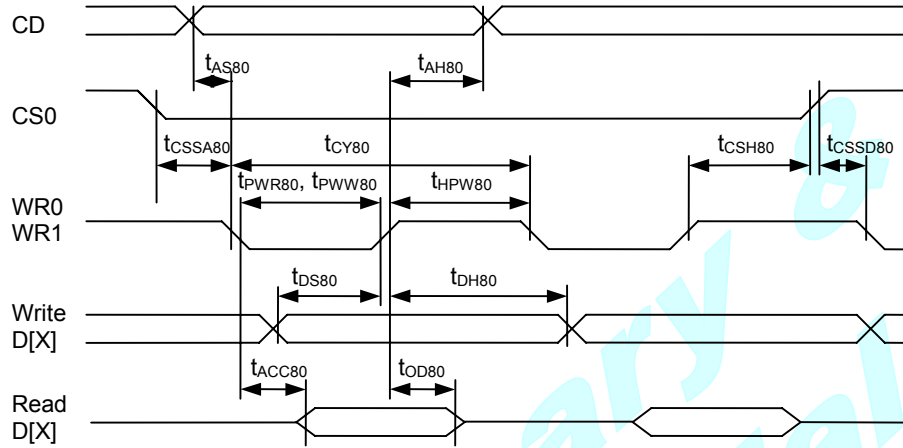 CD
tAS80 tAH80
CS0
tCSSA80 tCY80 tCSH80 tCSSD80
tPWR80, tPWW80 tHPW80
WR0
WR1
tDS80 tDH80
Write
D[X]
tACC80 tOD80
Read
D[X]
&